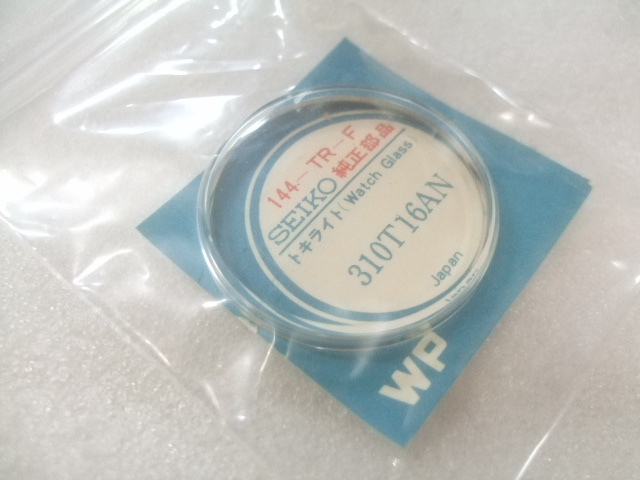 144-TR-F
SEIKO 純正部品
トキライト(Watch Glass
310T16AN
Japan
WP